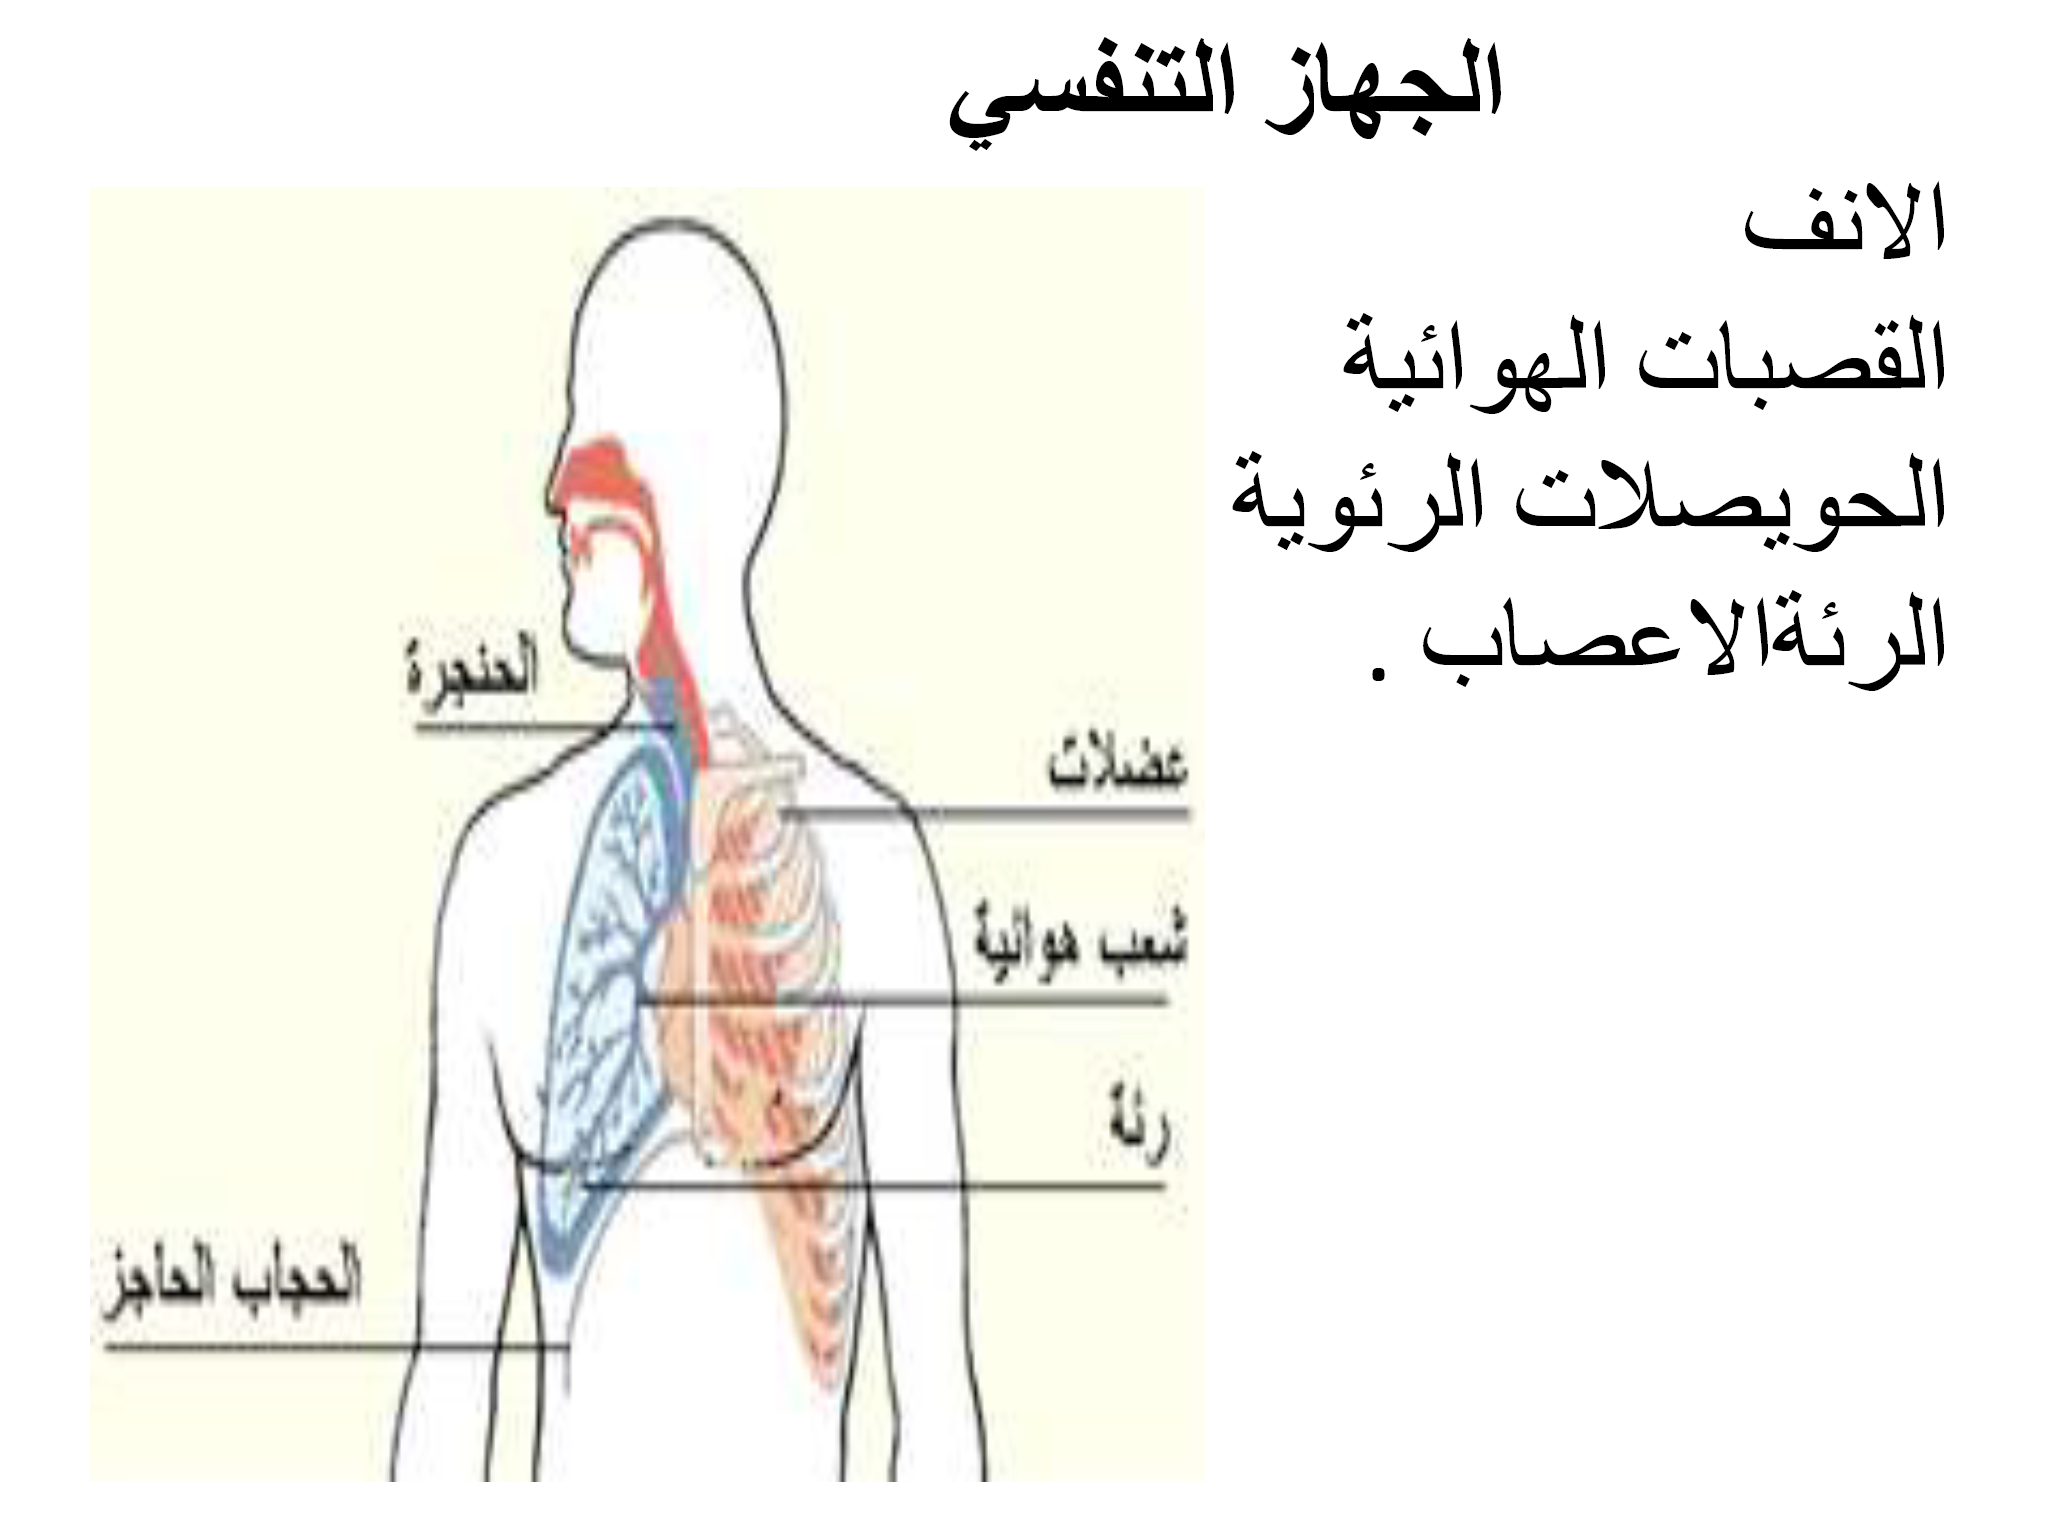 الجهاز التنفسي
الانف
القصبات الهوائية
الحويصلات الرئوية
الرئةالاعصاب .
الحنجرة
عضلات
شعب هوائية
رئة
الحجاب الحاجز